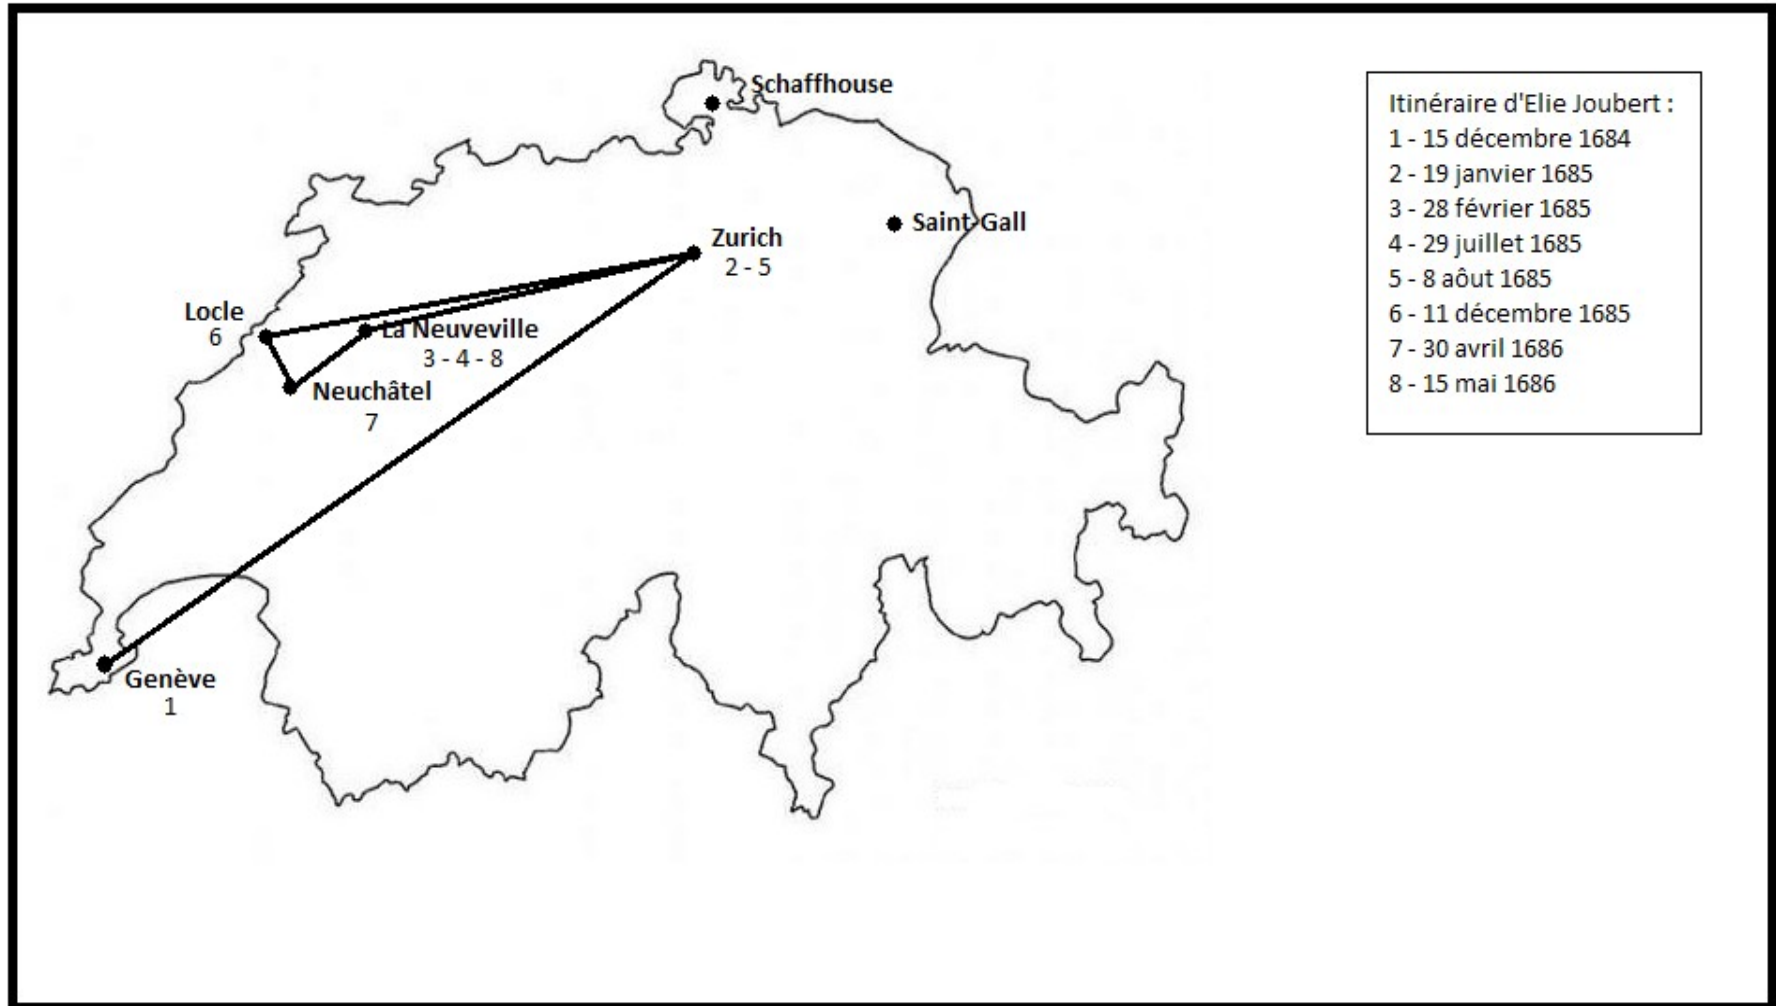 Schaffhouse
Saint-Gall
Zurich
2 - 5
Locle
6
La Neuveville
3 - 4 - 8
Neuchâtel
7
Genève
1
Itinéraire d'Elie Joubert :
1 - 15 décembre 1684
2 - 19 janvier 1685
3 - 28 février 1685
4 - 29 juillet 1685
5 - 8 aôut 1685
6 - 11 décembre 1685
7 - 30 avril 1686
8 - 15 mai 1686